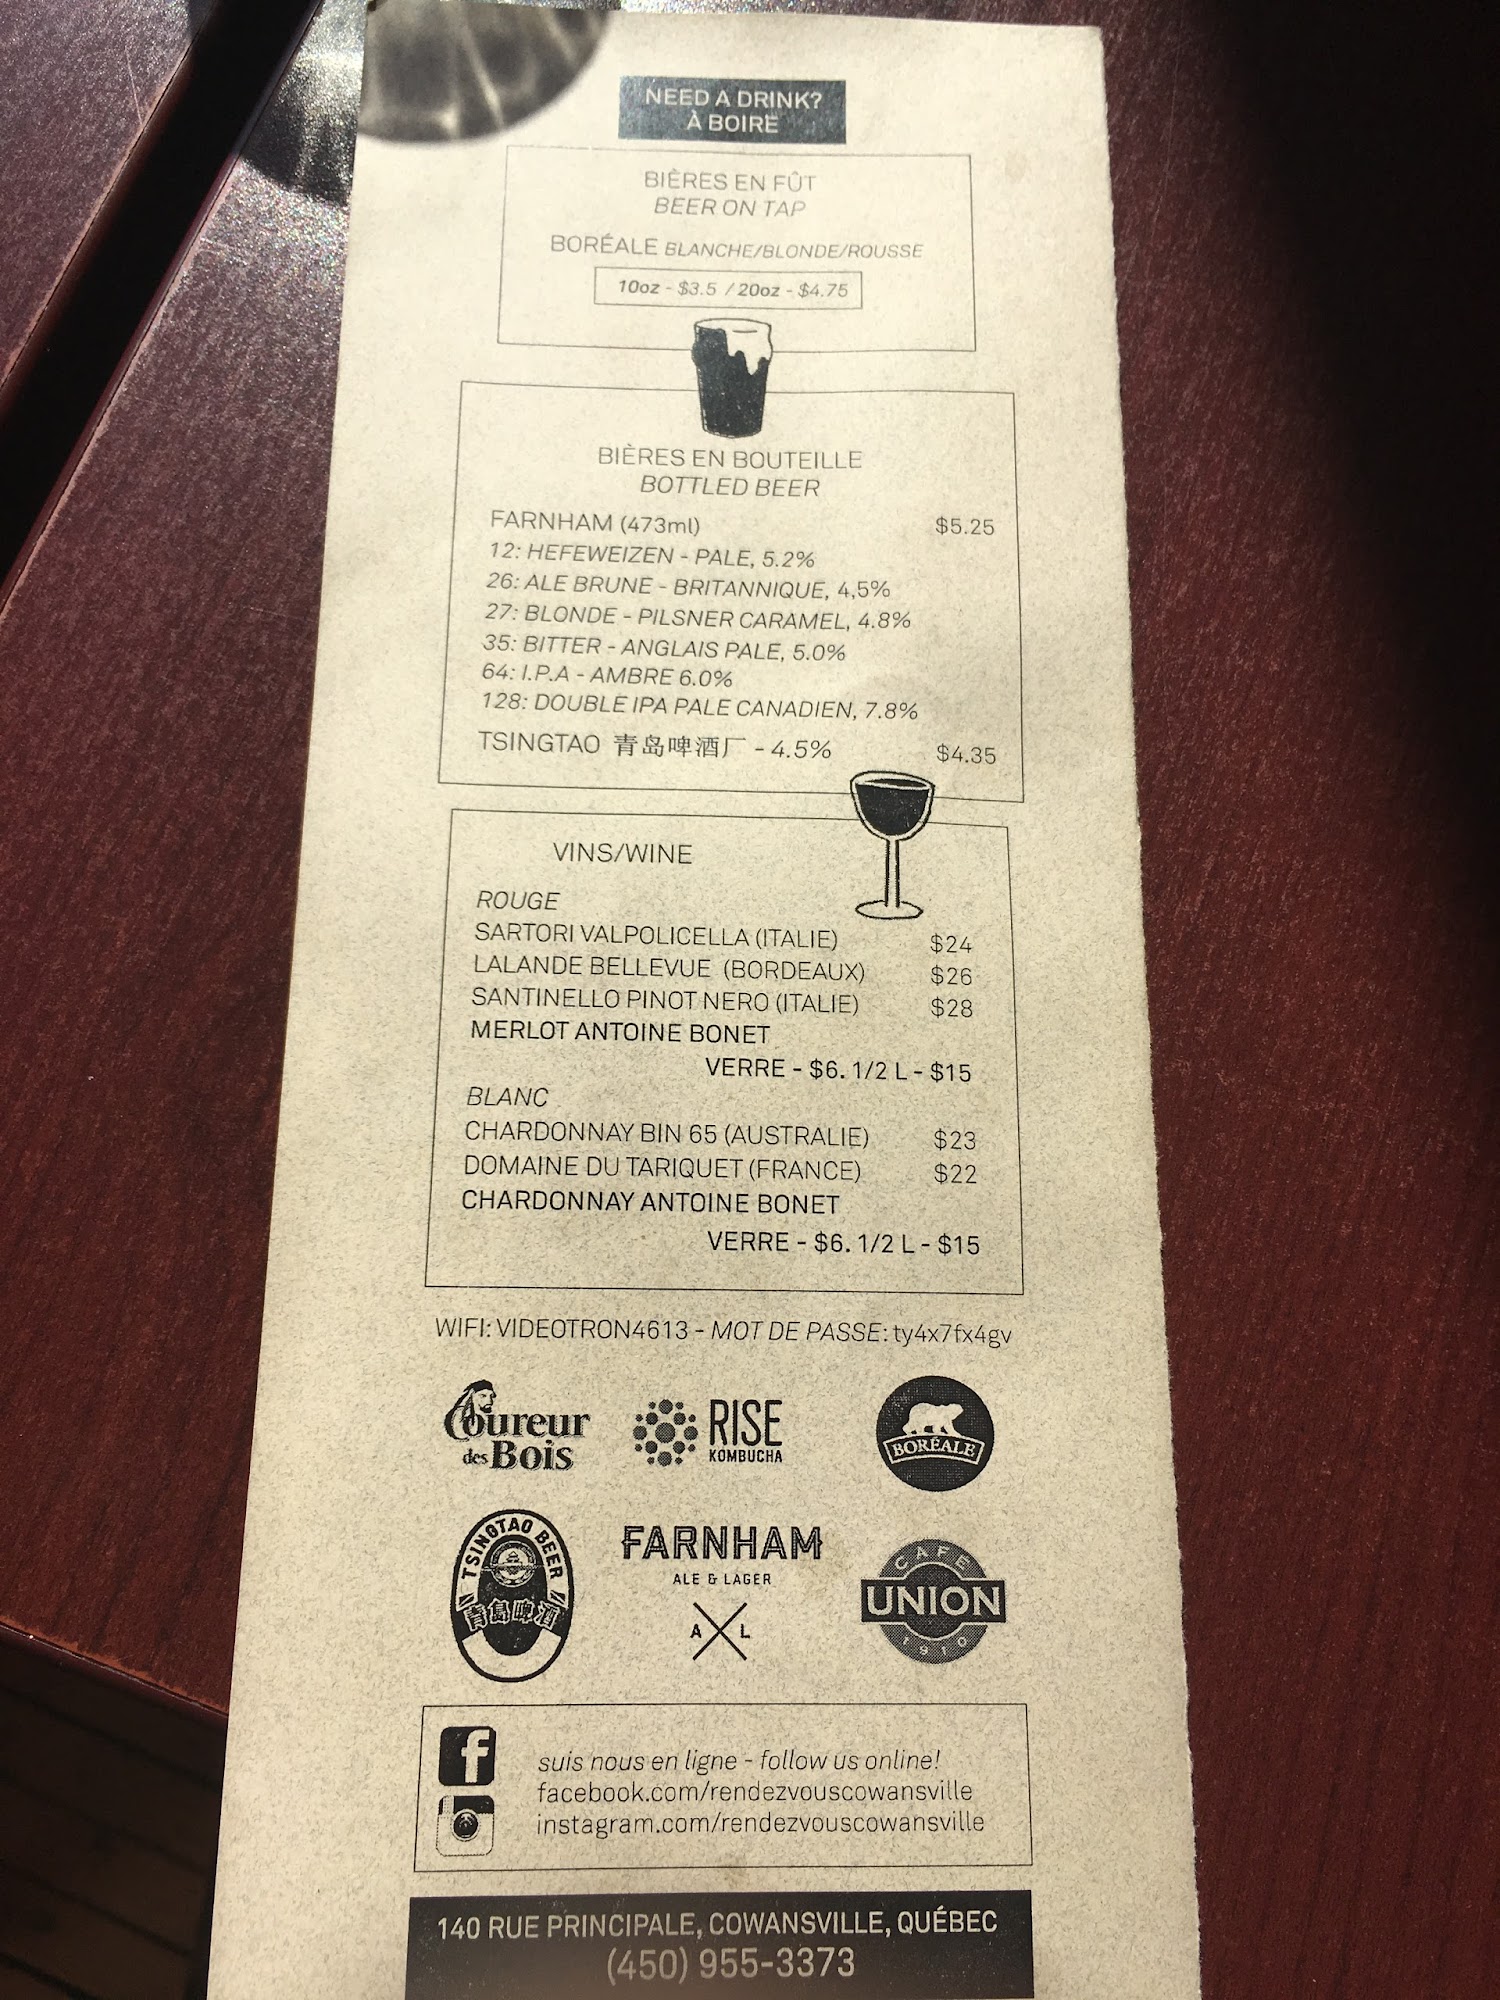 NEED A DRINK?
À BOIRE
BIÈRES EN FÛT
BEER ON TAP
BORÉALE BLANCHE/BLONDE/ROUSSE
10oz - $3.5 / 20oz - $4.75
BIÈRES EN BOUTEILLE
BOTTLED BEER
FARNHAM (473ml) $5.25
12: HEFEWEIZEN - PALE, 5.2%
26: ALE BRUNE - BRITANNIQUE, 4,5%
27: BLONDE - PILSNER CARAMEL, 4.8%
35: BITTER - ANGLAIS PALE, 5.0%
64: I.P.A - AMBRE 6.0%
128: DOUBLE IPA PALE CANADIEN, 7.8%
TSINGTAO 青岛啤酒厂 - 4.5% $4.35
VINS/WINE
ROUGE
SARTORI VALPOLICELLA (ITALIE) $24
LALANDE BELLEVUE (BORDEAUX) $26
SANTINELLO PINOT NERO (ITALIE) $28
MERLOT ANTOINE BONET
VERRE - $6. 1/2 L - $15
BLANC
CHARDONNAY BIN 65 (AUSTRALIE) $23
DOMAINE DU TARIQUET (FRANCE) $22
CHARDONNAY ANTOINE BONET
VERRE - $6. 1/2 L - $15
WIFI: VIDEOTRON4613 - MOT DE PASSE: ty4x7fx4gv
Coureur
des Bois
RISE
KOMBUCHA
BORÉALE
TSINGTAO BEER
青島啤酒
FARNHAM
ALE & LAGER
A L
CAFE
UNION
1910
suis nous en ligne - follow us online!
facebook.com/rendezvouscowansville
instagram.com/rendezvouscowansville
140 RUE PRINCIPALE, COWANSVILLE, QUÉBEC
(450) 955-3373